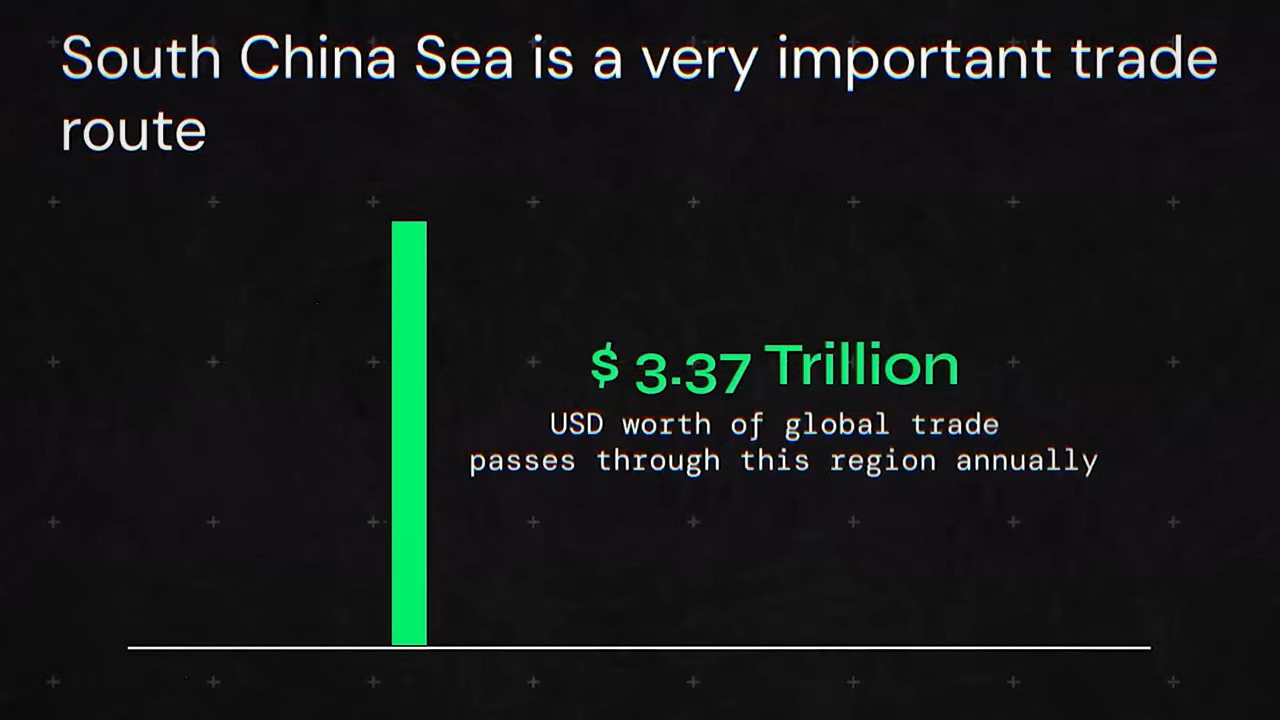 South China Sea is a very important trade
route
$ 3.37 Trillion
USD worth of global trade
passes through this region annually